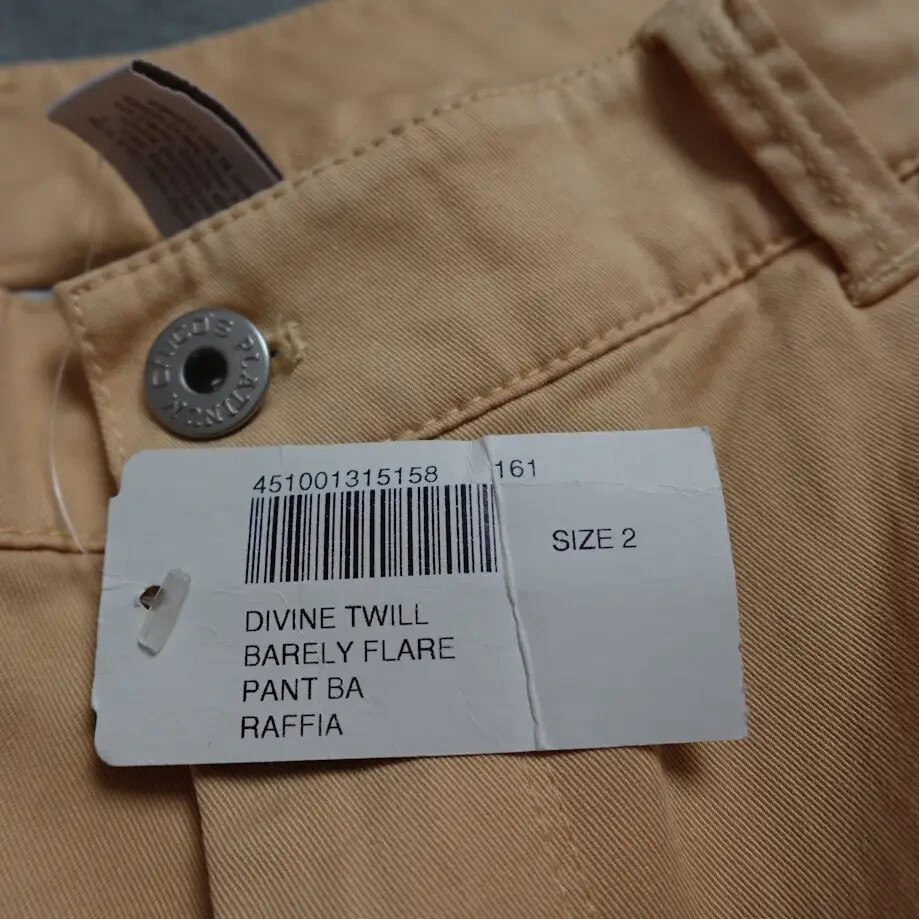 CHICO'S PLATINUM
451001315158 161
SIZE 2
DIVINE TWILL
BARELY FLARE
PANT BA
RAFFIA